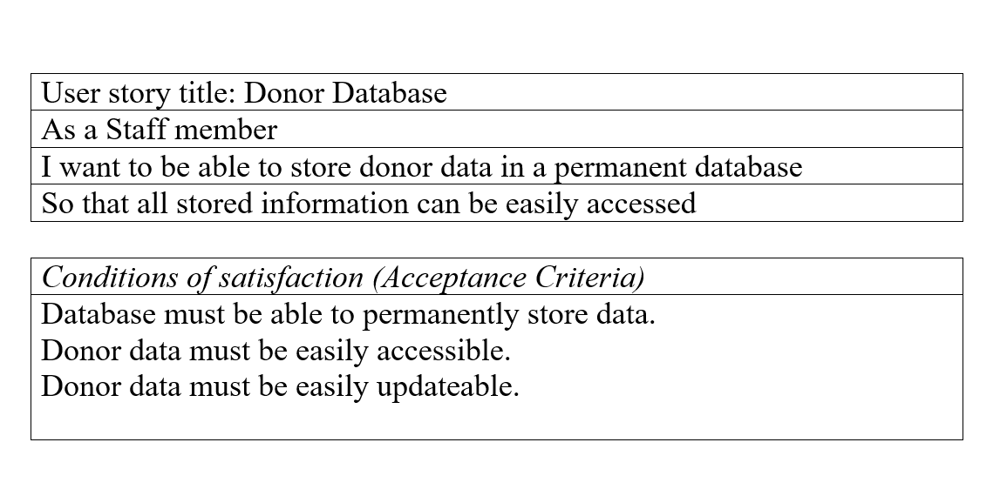 User story title: Donor Database
As a Staff member
I want to be able to store donor data in a permanent database
So that all stored information can be easily accessed
Conditions of satisfaction (Acceptance Criteria)
Database must be able to permanently store data.
Donor data must be easily accessible.
Donor data must be easily updateable.